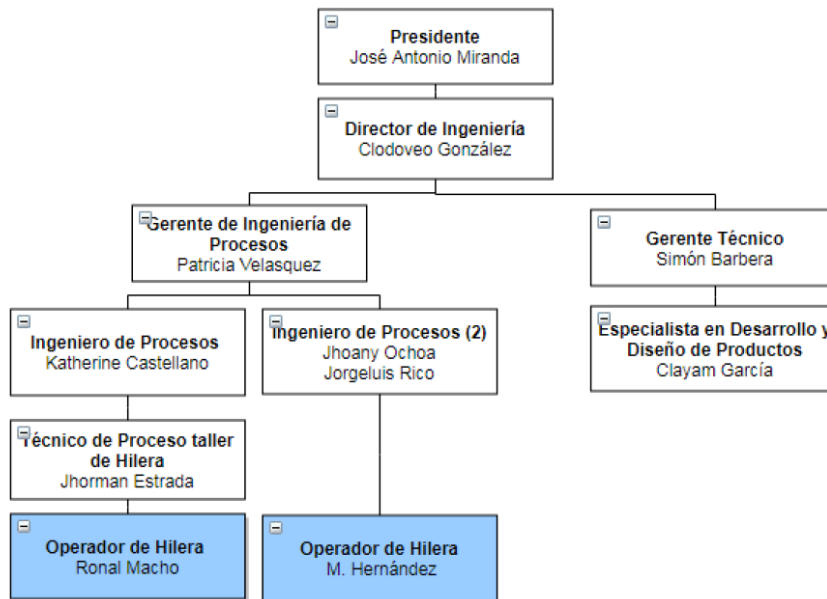 Presidente
José Antonio Miranda
Director de Ingeniería
Clodoveo González
Gerente de Ingeniería de
Procesos
Patricia Velasquez
Gerente Técnico
Simón Barbera
Ingeniero de Procesos
Katherine Castellano
Ingeniero de Procesos (2)
Jhoany Ochoa
Jorgeluis Rico
Especialista en Desarrollo y
Diseño de Productos
Clayam García
Técnico de Proceso taller
de Hilera
Jhorman Estrada
Operador de Hilera
Ronal Macho
Operador de Hilera
M. Hernández